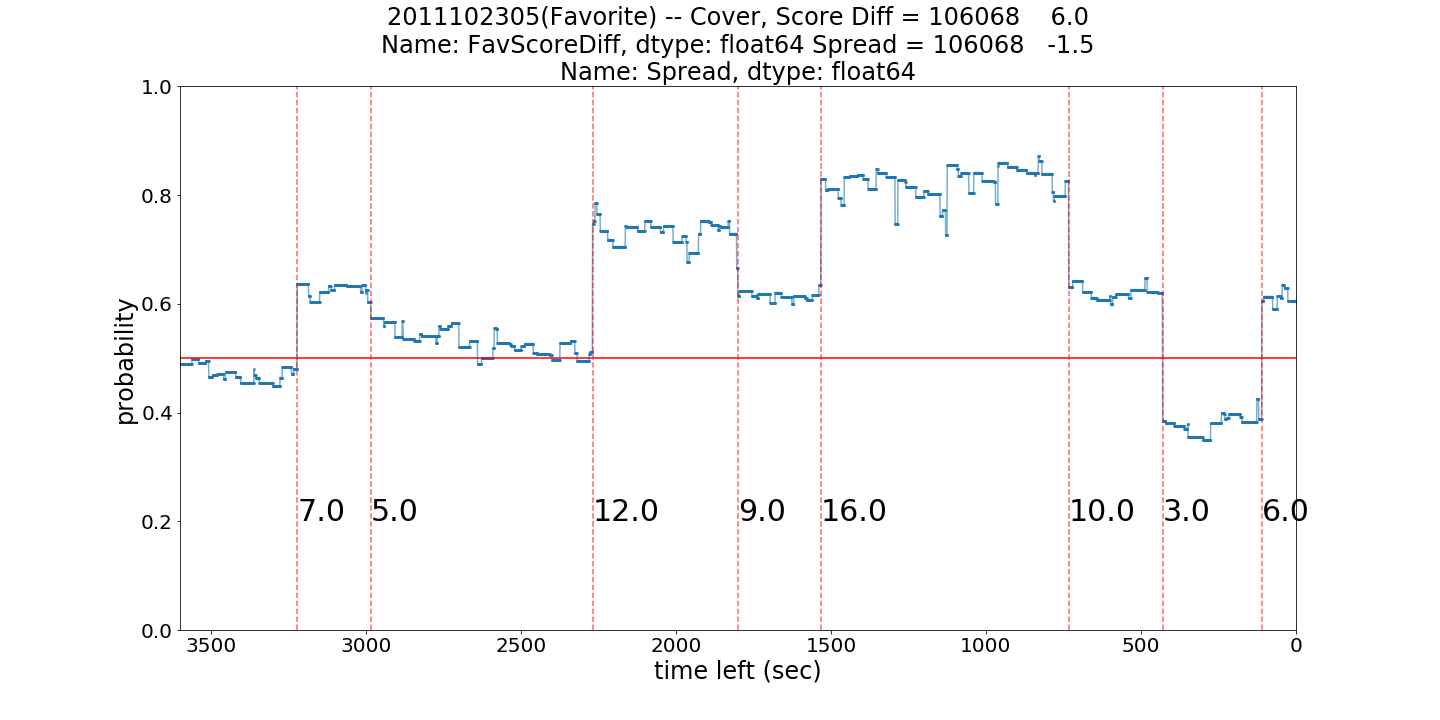 2011102305(Favorite) -- Cover, Score Diff = 106068    6.0
Name: FavScoreDiff, dtype: float64 Spread = 106068   -1.5
Name: Spread, dtype: float64
1.0
0.8
0.6
0.4
0.2
0.0
probability
7.0 5.0 12.0 9.0 16.0 10.0 3.0 6.0
3500 3000 2500 2000 1500 1000 500 0
time left (sec)